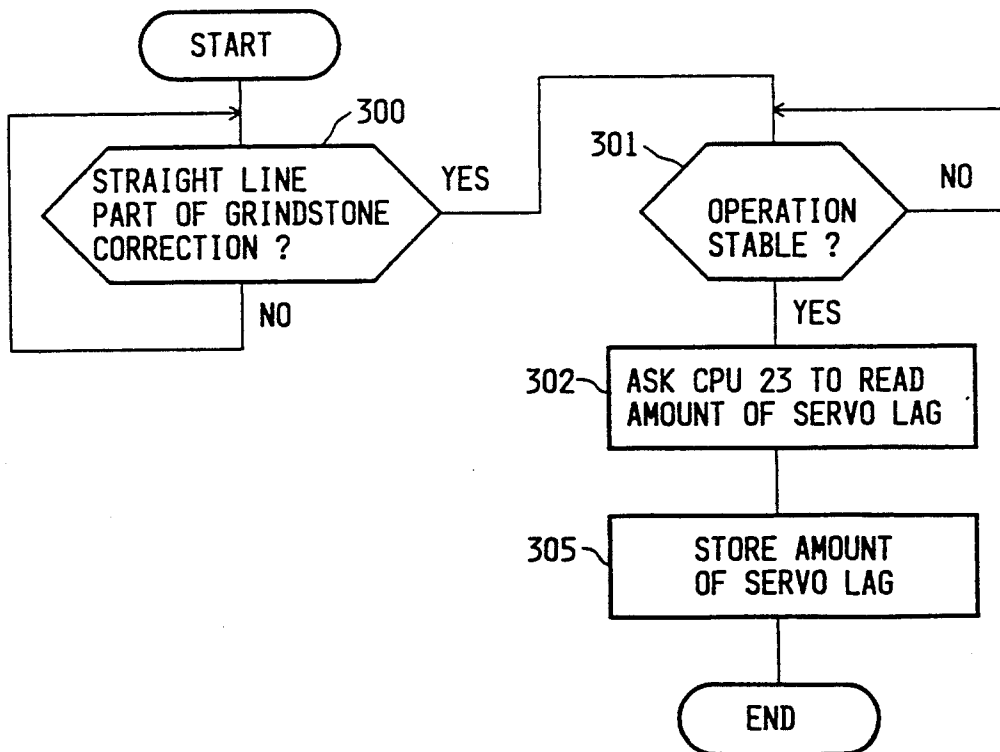 START
300
STRAIGHT LINE
PART OF GRINDSTONE
CORRECTION ?
YES
NO
301
OPERATION
STABLE ?
NO
YES
302
ASK CPU 23 TO READ
AMOUNT OF SERVO LAG
305
STORE AMOUNT
OF SERVO LAG
END